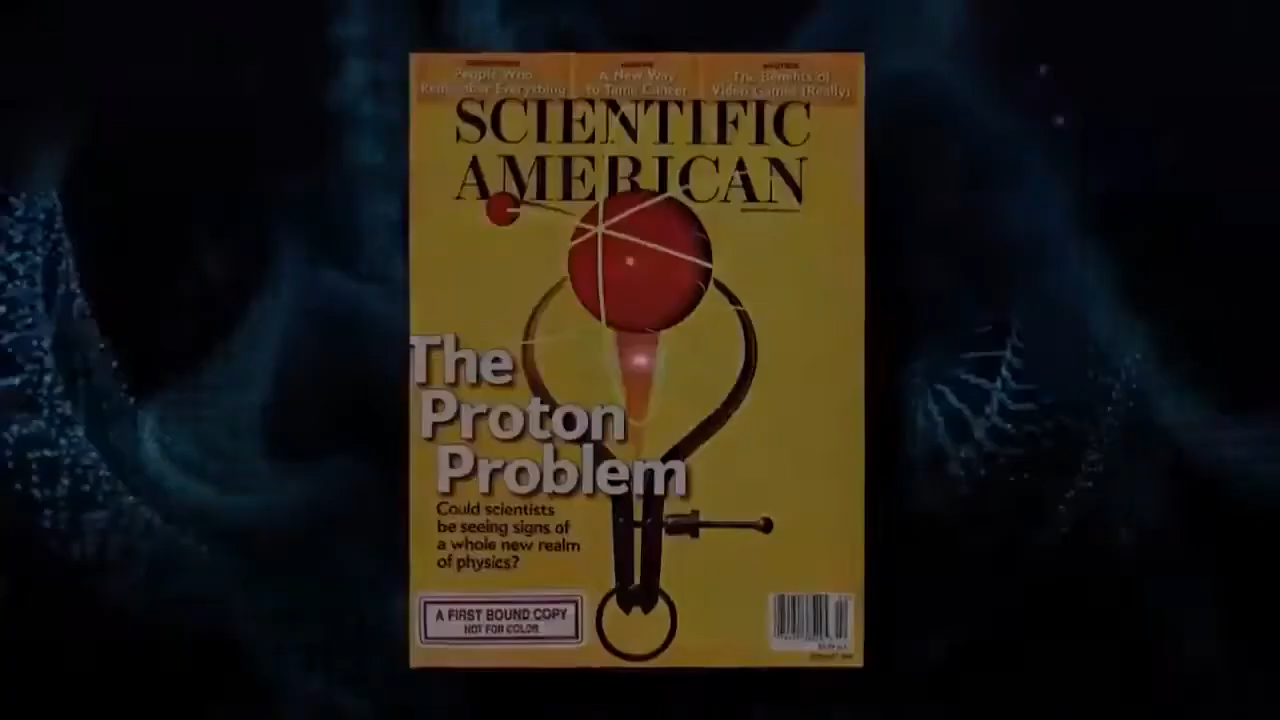 People Who
Remember Everything
A New Way
to Tame Cancer
The Benefits of
Video Games (Really)
SCIENTIFIC
AMERICAN
The
Proton
Problem
Could scientists
be seeing signs of
a whole new realm
of physics?
A FIRST BOUND COPY
NOT FOR COLOR